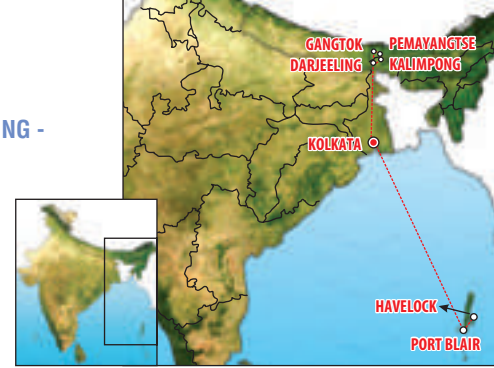 GANGTOK PEMAYANGTSE
DARJEELING KALIMPONG
NG -
KOLKATA
HAVELOCK
PORT BLAIR